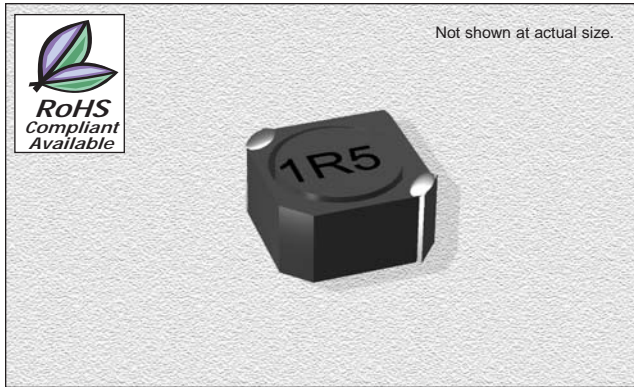 Not shown at actual size.
RoHS
Compliant
Available
1R5